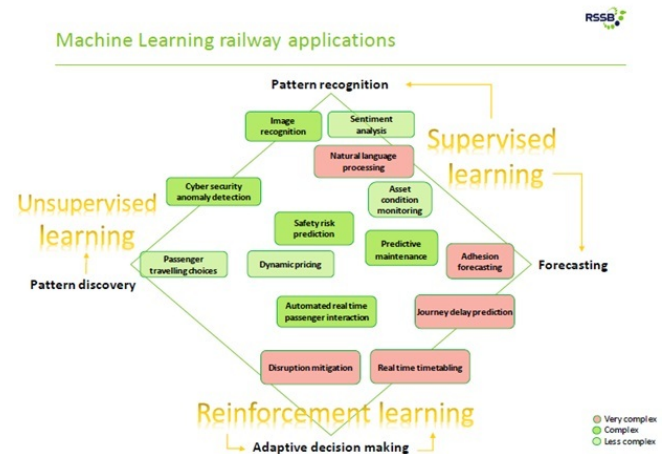 RSSB
Machine Learning railway applications
Pattern recognition
Image
recognition
Sentiment
analysis
Supervised
learning
Natural language
processing
Cyber security
anomaly detection
Asset
condition
monitoring
Unsupervised
learning
Safety risk
prediction
Predictive
maintenance
Passenger
travelling choices
Dynamic pricing
Adhesion
forecasting
Forecasting
Pattern discovery
Automated real time
passenger interaction
Journey delay prediction
Disruption mitigation
Real time timetabling
Reinforcement learning
Adaptive decision making
Very complex
Complex
Less complex